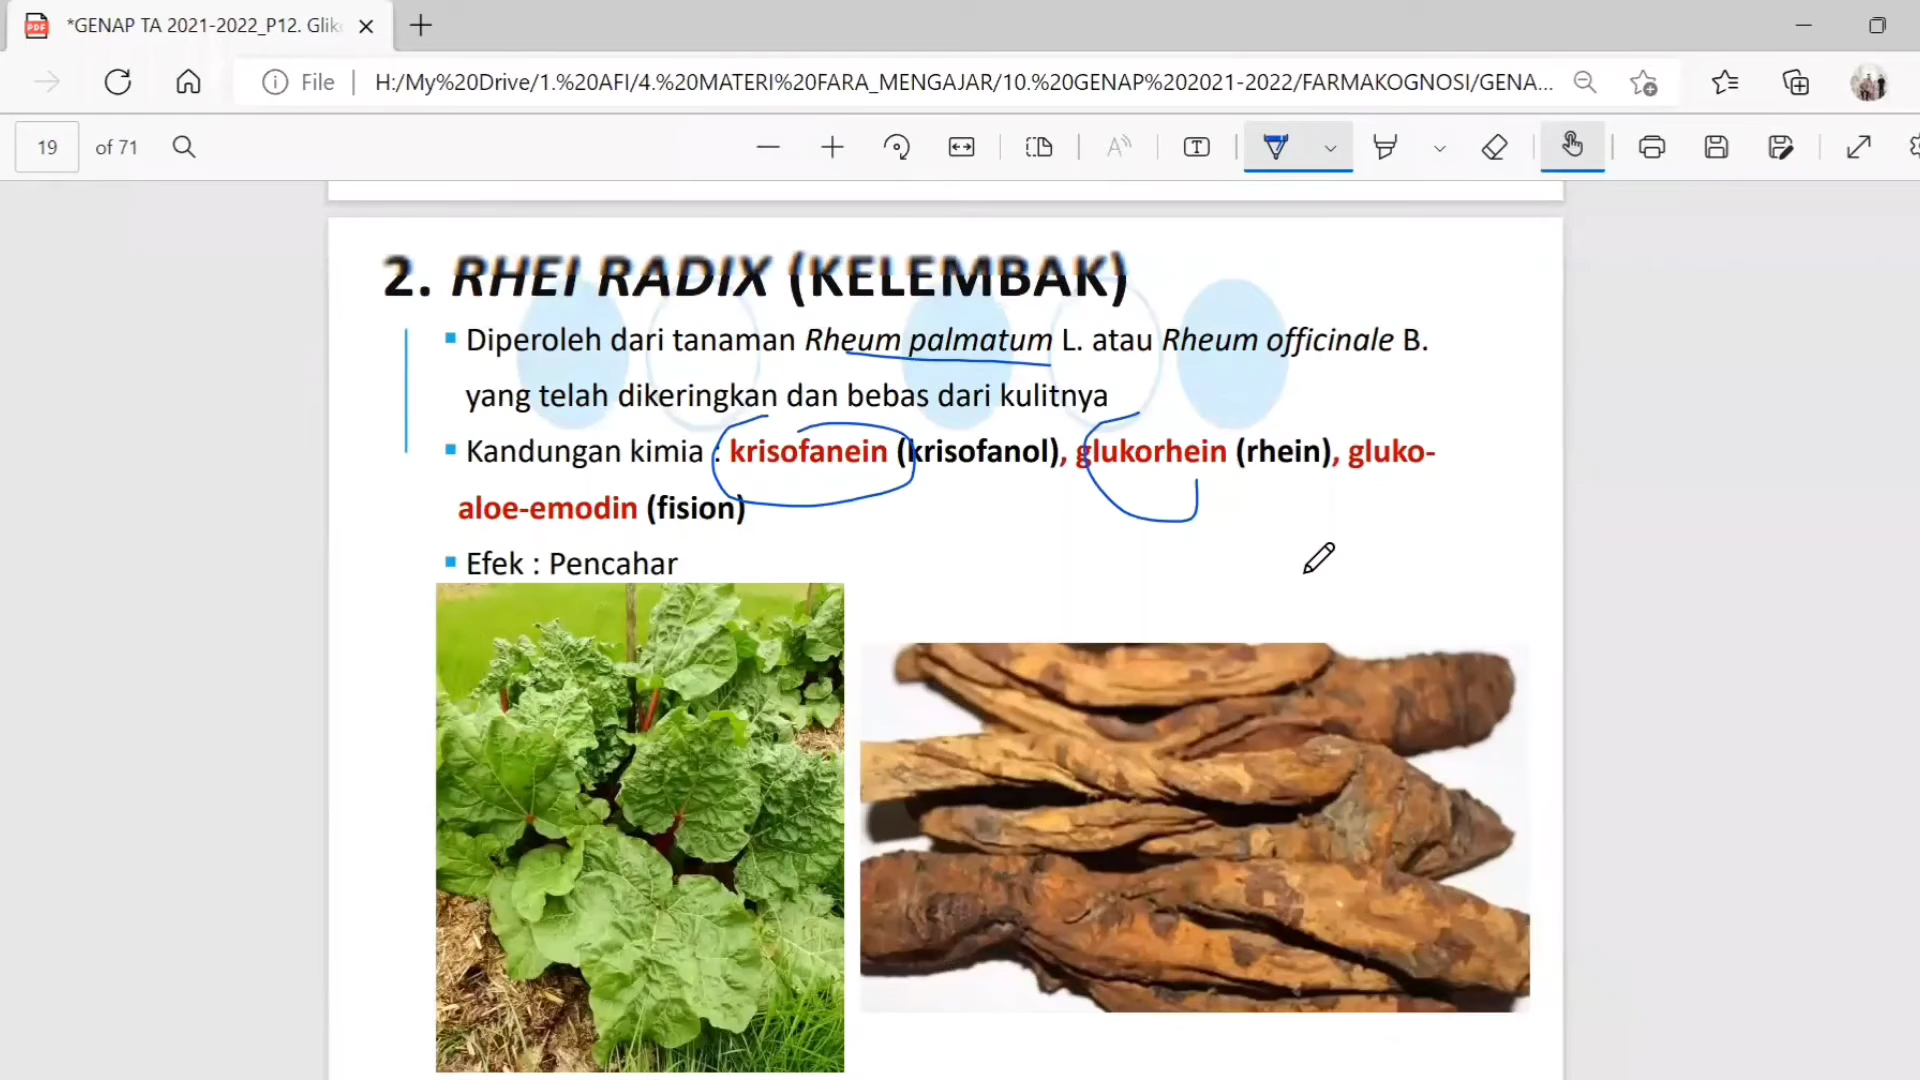 *GENAP TA 2021-2022_P12. Glik
File
H:/My%20Drive/1.%20AFI/4.%20MATERI%20FARA_MENGAJAR/10.%20GENAP%202021-2022/FARMAKOGNOSI/GENA...
19 of 71
2. RHEI RADIX (KELEMBAK)
▪ Diperoleh dari tanaman Rheum palmatum L. atau Rheum officinale B.
yang telah dikeringkan dan bebas dari kulitnya
▪ Kandungan kimia : krisofanein (krisofanol), glukorhein (rhein), gluko-
aloe-emodin (fision)
▪ Efek : Pencahar